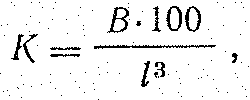 K = B·100 / l³ ,